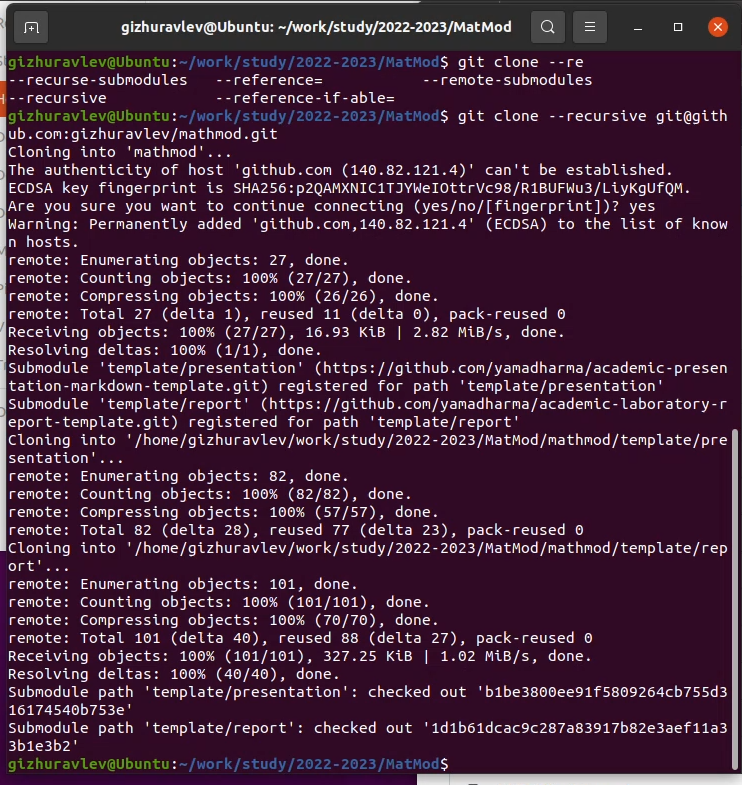 gizhuravlev@Ubuntu: ~/work/study/2022-2023/MatMod
gizhuravlev@Ubuntu:~/work/study/2022-2023/MatMod$ git clone --re
--recurse-submodules   --reference=           --remote-submodules
--recursive            --reference-if-able=
gizhuravlev@Ubuntu:~/work/study/2022-2023/MatMod$ git clone --recursive git@gith
ub.com:gizhuravlev/mathmod.git
Cloning into 'mathmod'...
The authenticity of host 'github.com (140.82.121.4)' can't be established.
ECDSA key fingerprint is SHA256:p2QAMXNIC1TJYWeIOttrVc98/R1BUFWu3/LiyKgUfQM.
Are you sure you want to continue connecting (yes/no/[fingerprint])? yes
Warning: Permanently added 'github.com,140.82.121.4' (ECDSA) to the list of know
n hosts.
remote: Enumerating objects: 27, done.
remote: Counting objects: 100% (27/27), done.
remote: Compressing objects: 100% (26/26), done.
remote: Total 27 (delta 1), reused 11 (delta 0), pack-reused 0
Receiving objects: 100% (27/27), 16.93 KiB | 2.82 MiB/s, done.
Resolving deltas: 100% (1/1), done.
Submodule 'template/presentation' (https://github.com/yamadharma/academic-presen
tation-markdown-template.git) registered for path 'template/presentation'
Submodule 'template/report' (https://github.com/yamadharma/academic-laboratory-r
eport-template.git) registered for path 'template/report'
Cloning into '/home/gizhuravlev/work/study/2022-2023/MatMod/mathmod/template/pre
sentation'...
remote: Enumerating objects: 82, done.
remote: Counting objects: 100% (82/82), done.
remote: Compressing objects: 100% (57/57), done.
remote: Total 82 (delta 28), reused 77 (delta 23), pack-reused 0
Cloning into '/home/gizhuravlev/work/study/2022-2023/MatMod/mathmod/template/rep
ort'...
remote: Enumerating objects: 101, done.
remote: Counting objects: 100% (101/101), done.
remote: Compressing objects: 100% (70/70), done.
remote: Total 101 (delta 40), reused 88 (delta 27), pack-reused 0
Receiving objects: 100% (101/101), 327.25 KiB | 1.02 MiB/s, done.
Resolving deltas: 100% (40/40), done.
Submodule path 'template/presentation': checked out 'b1be3800ee91f5809264cb755d3
16174540b753e'
Submodule path 'template/report': checked out '1d1b61dcac9c287a83917b82e3aef11a3
3b1e3b2'
gizhuravlev@Ubuntu:~/work/study/2022-2023/MatMod$